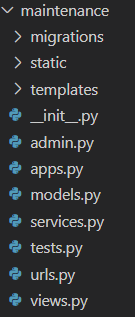 maintenance
migrations
static
templates
__init__.py
admin.py
apps.py
models.py
services.py
tests.py
urls.py
views.py